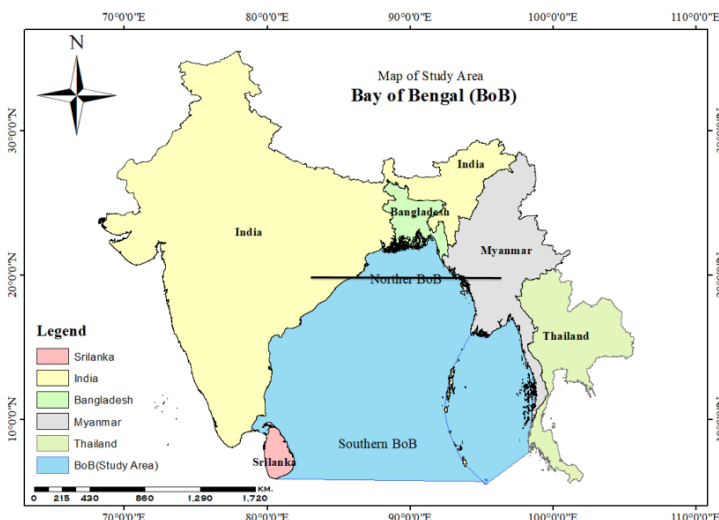 70°0'0"E 80°0'0"E 90°0'0"E 100°0'0"E 110°0'0"E
N
Map of Study Area
Bay of Bengal (BoB)
30°0'0"N
30°0'0"N
India
Bangladesh
India
Myanmar
20°0'0"N
20°0'0"N
Norther BoB
Legend
Srilanka
India
Bangladesh
Myanmar
Thailand
BoB(Study Area)
Thailand
10°0'0"N
10°0'0"N
Southern BoB
Srilanka
KM.
0 215 430 860 1,290 1,720
70°0'0"E 80°0'0"E 90°0'0"E 100°0'0"E 110°0'0"E